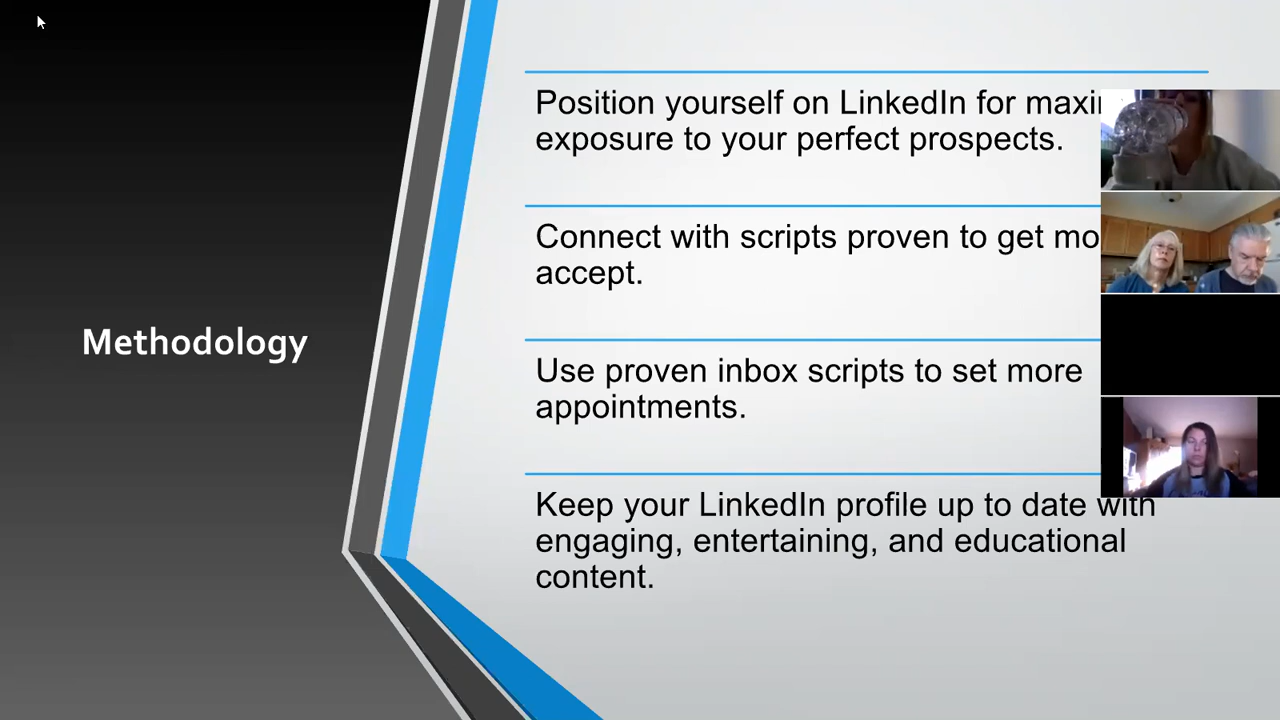 Methodology
Position yourself on LinkedIn for
exposure to your perfect prospects.
Connect with scripts proven to get
accept.
Use proven inbox scripts to set more
appointments.
Keep your LinkedIn profile up to date with
engaging, entertaining, and educational
content.